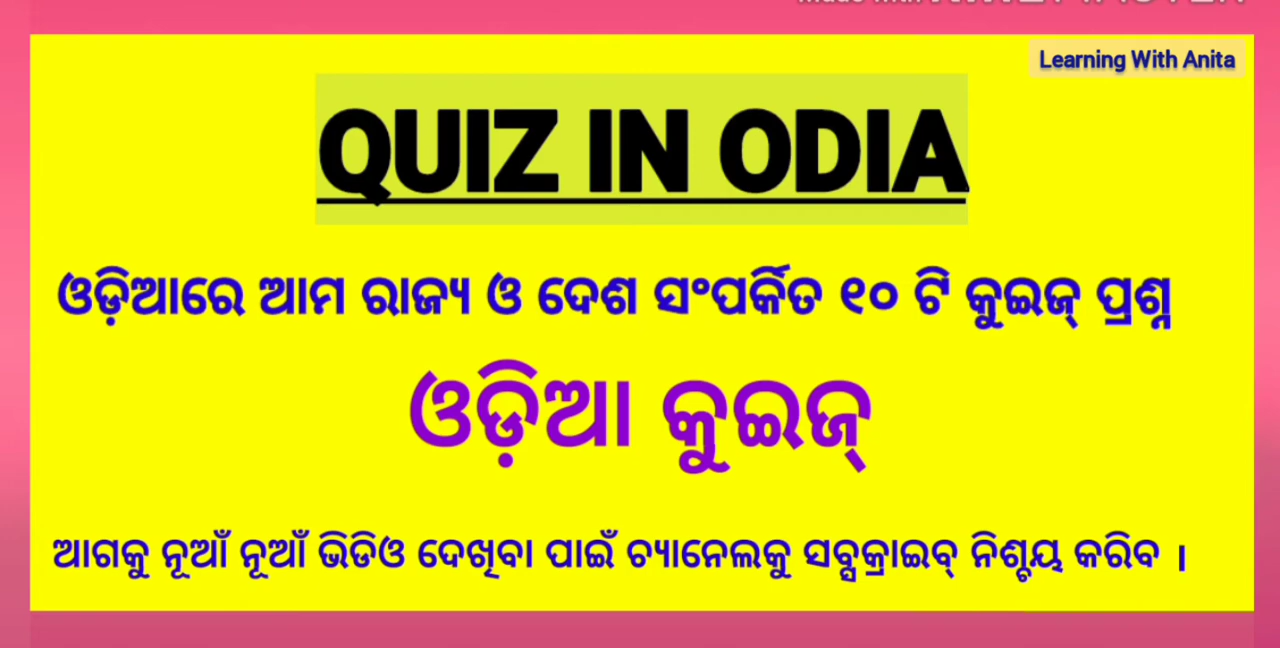 Learning With Anita
QUIZ IN ODIA
ଓଡ଼ିଆରେ ଆମ ରାଜ୍ୟ ଓ ଦେଶ ସଂପର୍କିତ ୧୦ ଟି କୁଇଜ୍ ପ୍ରଶ୍ନ
ଓଡ଼ିଆ କୁଇଜ୍
ଆଗକୁ ନୂଆଁ ନୂଆଁ ଭିଡିଓ ଦେଖିବା ପାଇଁ ଚ୍ୟାନେଲକୁ ସବ୍ସକ୍ରାଇବ୍ ନିଶ୍ଚୟ କରିବ ।